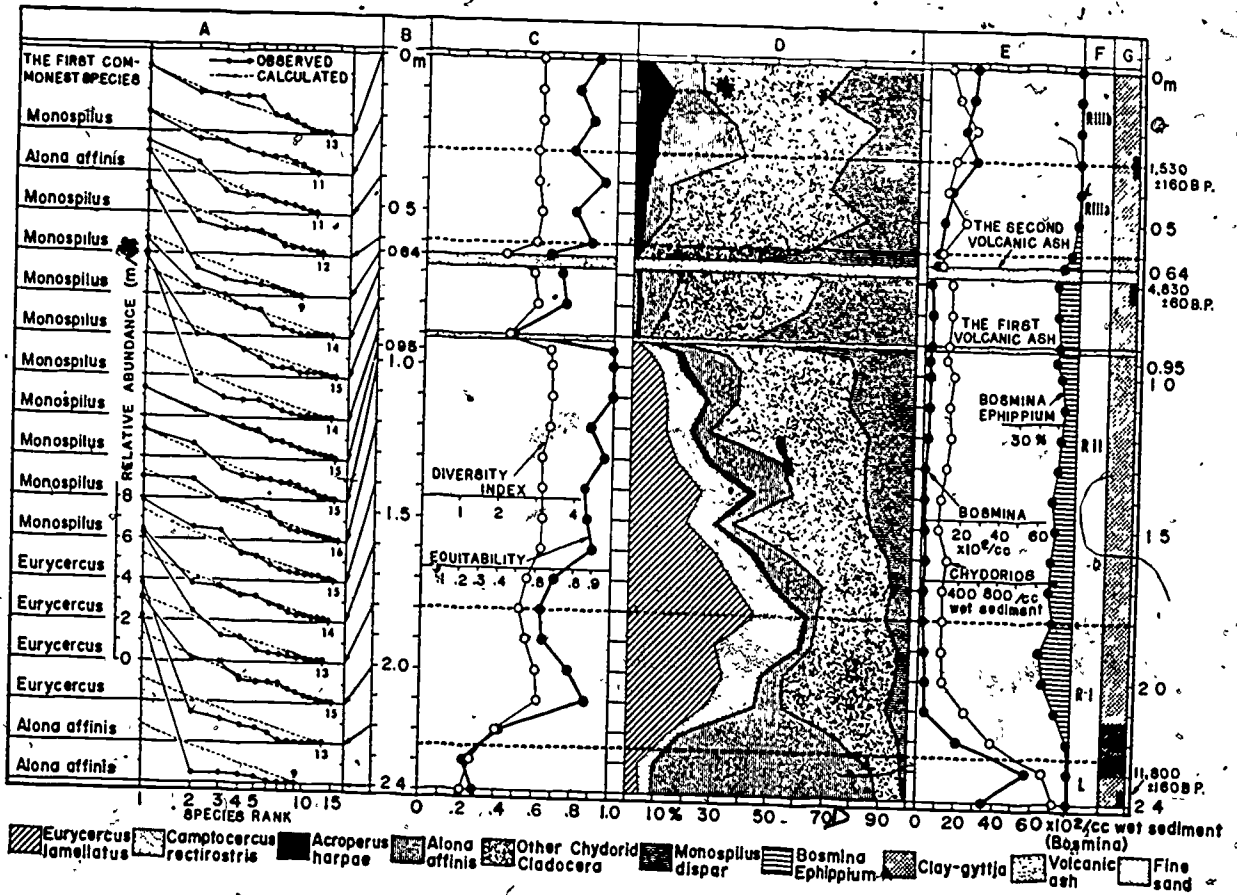 A B C D E F G
THE FIRST COM-
MONEST SPECIES
OBSERVED
CALCULATED
Monospilus
Alona affinis
Monospilus
Monospilus
Monospilus
Monospilus
Monospilus
Monospilus
Monospilus
Monospilus
Monospilus
Eurycercus
Eurycercus
Eurycercus
Eurycercus
Alona affinis
Alona affinis
13
11
11
12
9
14
15
14
15
15
16
15
14
13
15
13
9
RELATIVE ABUNDANCE
8
6
4
2
0
1 2 3 4 5 10 15
SPECIES RANK
0 m
0.5
0.64
0.95
1.0
1.5
2.0
2.4
DIVERSITY
INDEX
1 2 4
EQUITABILITY
.1 .2 .3 .4 .6 .8 .9
0 .2 .4 .6 .8 1.0
10% 30 50 70 90
THE SECOND
VOLCANIC ASH
THE FIRST
VOLCANIC ASH
BOSMINA
EPHIPPIUM
30 %
BOSMINA
20 40 60
x10²/cc
CHYDORIDS
400 800 /cc
wet sediment
0 20 40 60 x10²/cc wet sediment
(Bosmina)
RIIIb
RIIIa
RII
RI
L
0 m
1,530
±160 B.P.
0.5
0.64
4,830
±60 B.P.
0.95
1.0
1.5
2.0
11,800
±160 B.P.
2.4
Eurycercus
lamellatus
Camptocercus
rectirostris
Acroperus
harpae
Alona
affinis
Other Chydorid
Cladocera
Monospilus
dispar
Bosmina
Ephippium
Clay-gyttja
Volcanic
ash
Fine
sand